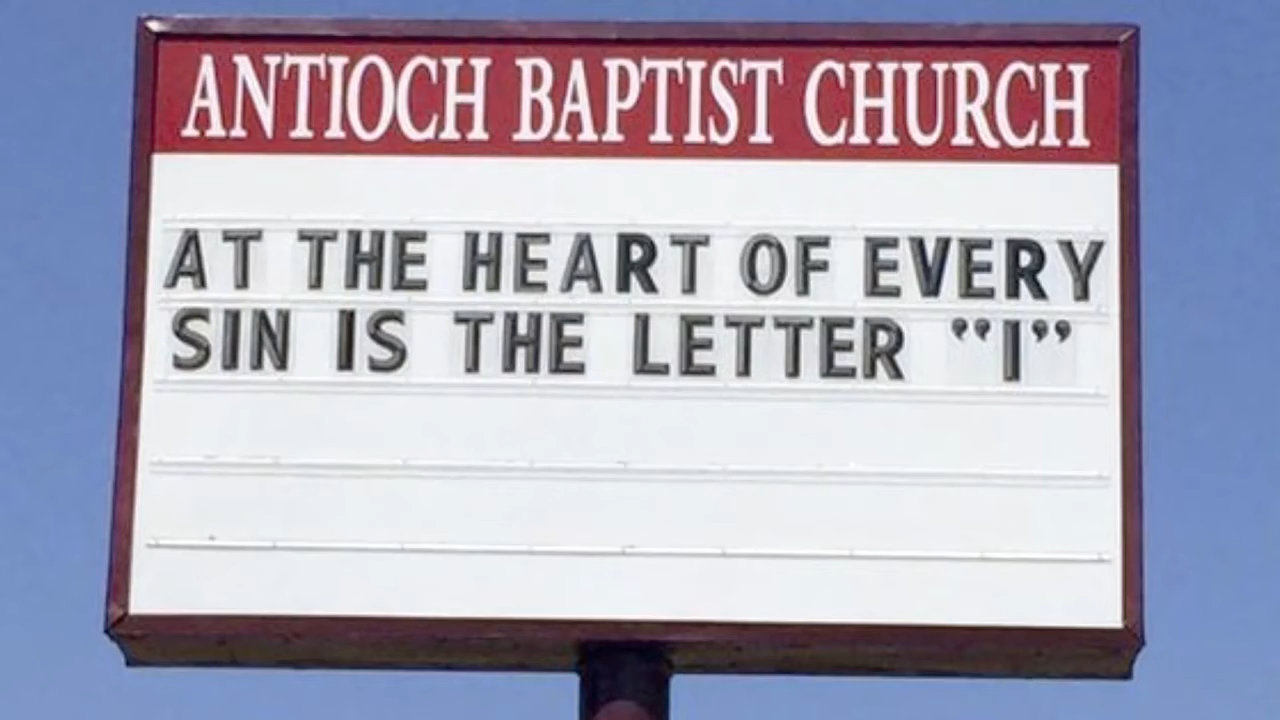 ANTIOCH BAPTIST CHURCH
AT THE HEART OF EVERY
SIN IS THE LETTER ”I”